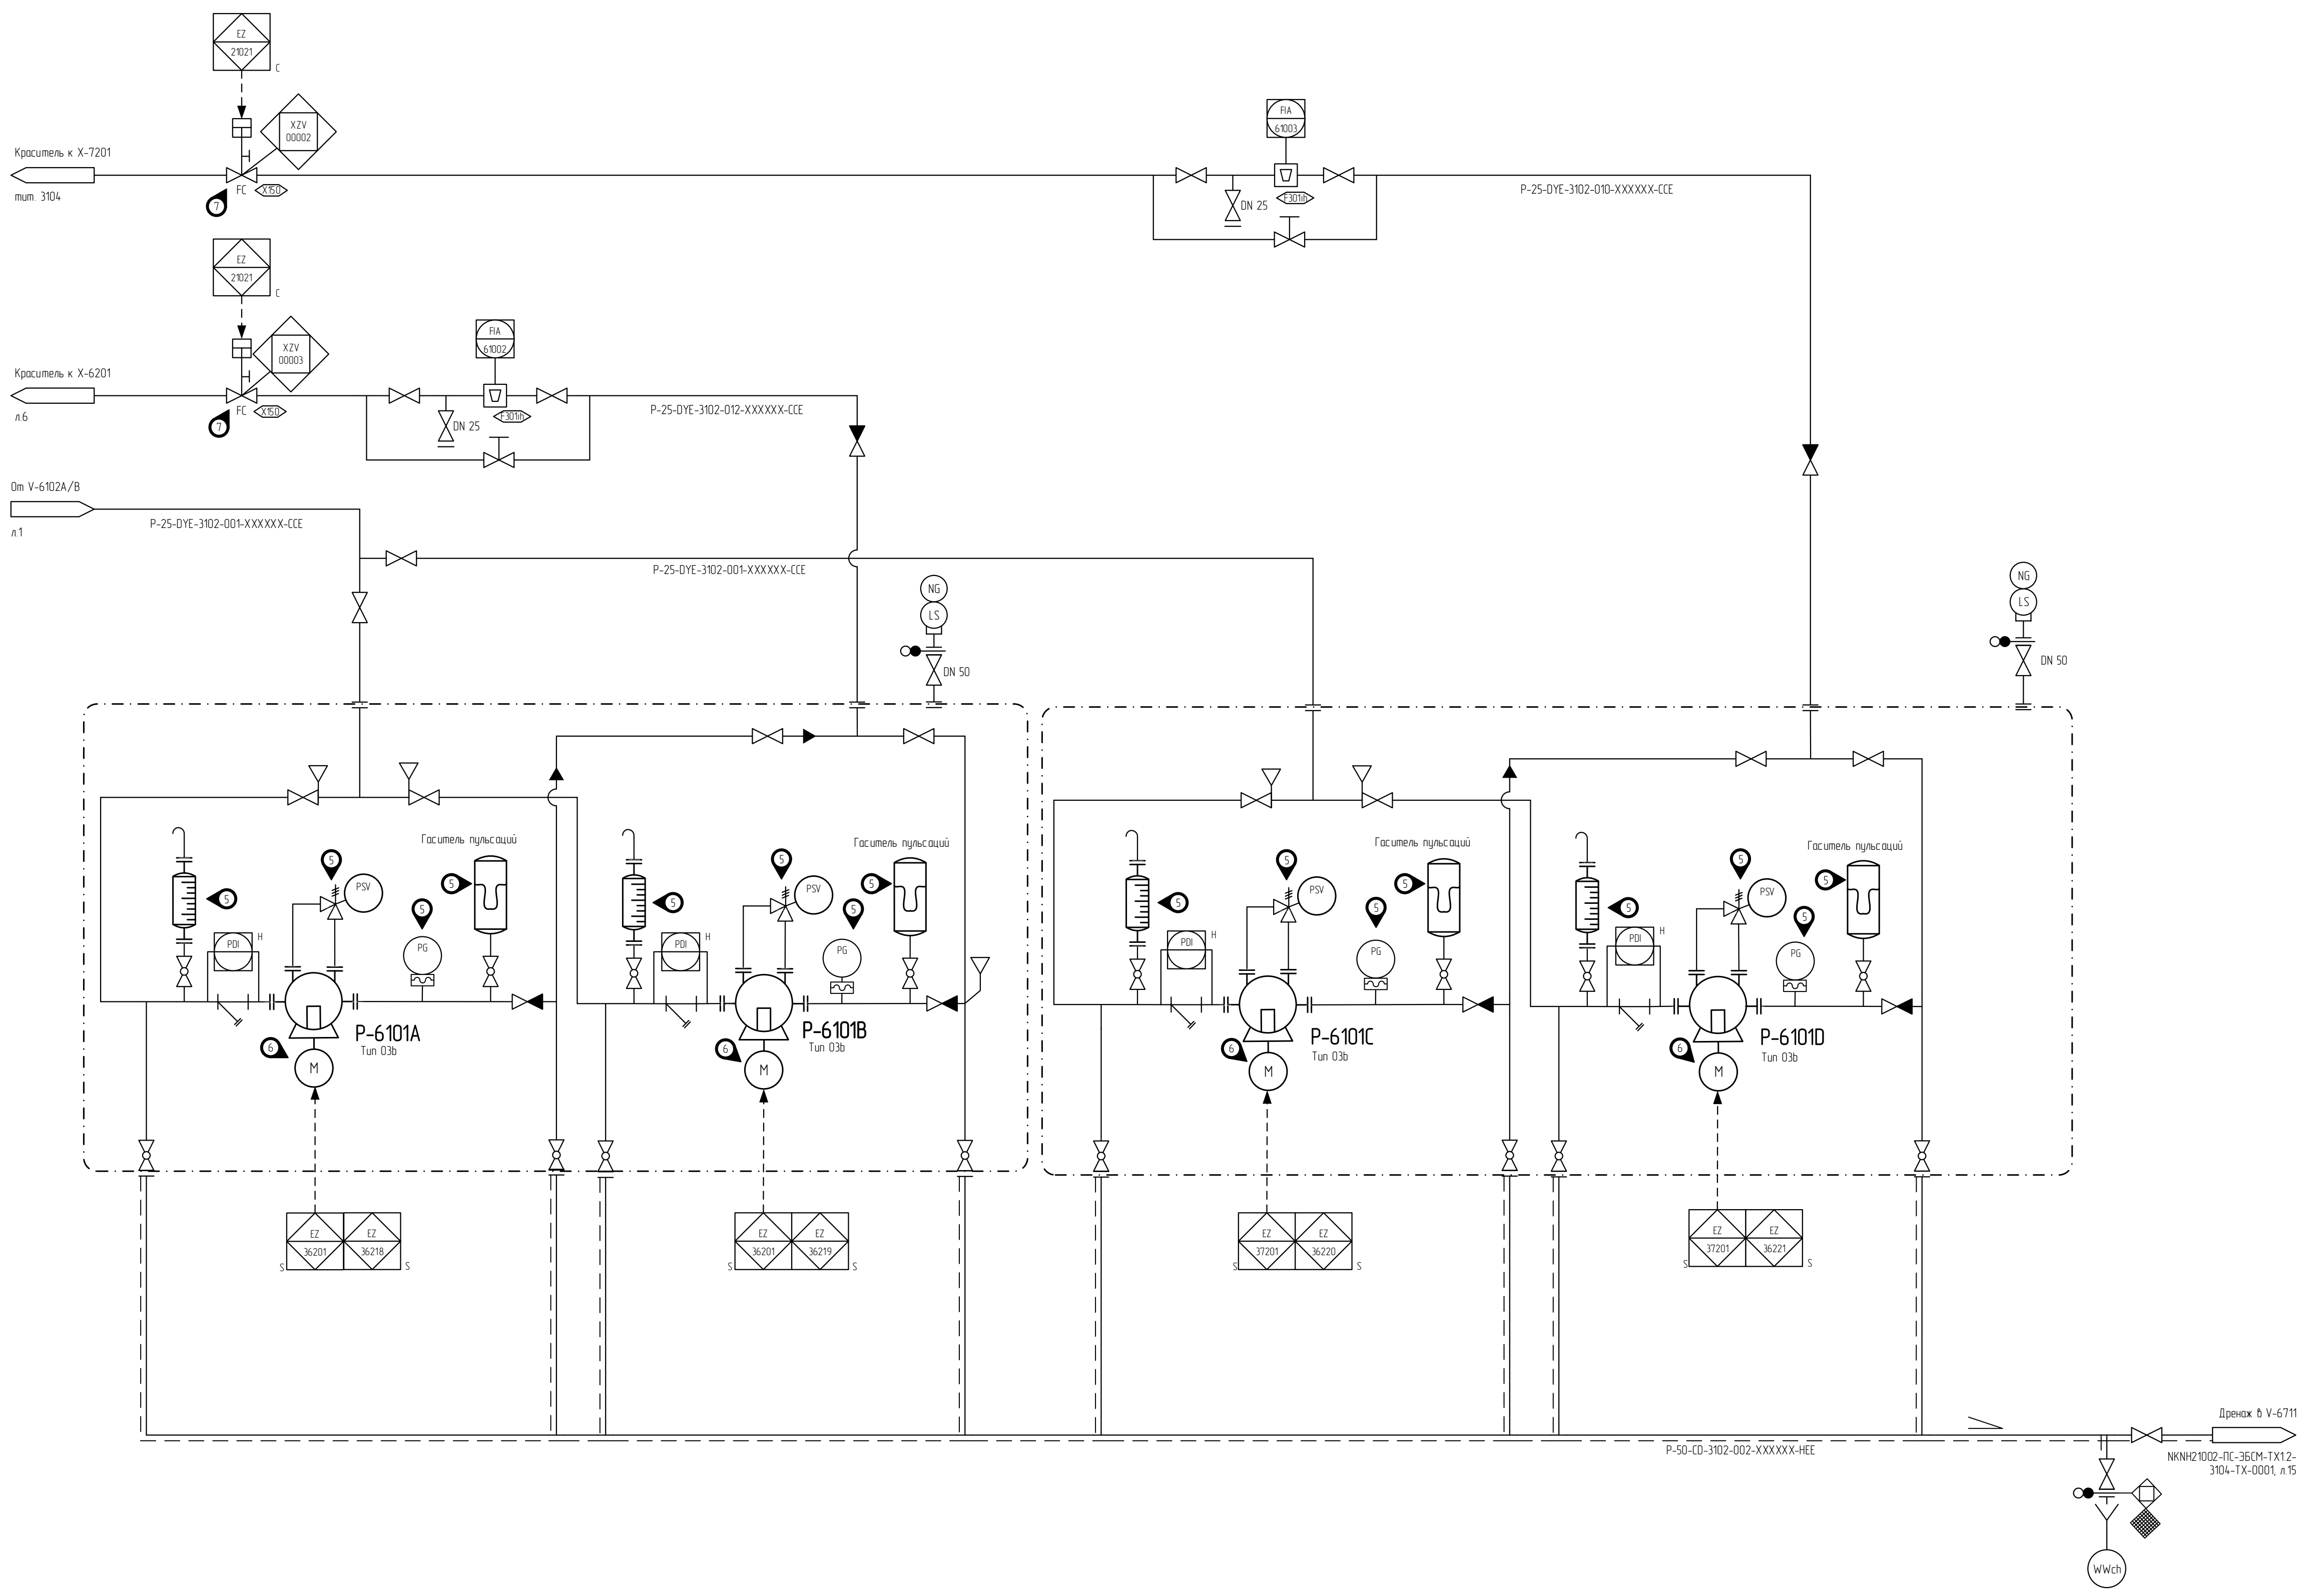 EZ
21021
C
XZV
00002
Краситель к X-7201
тит. 3104
FC
X150
7
FIA
61003
F301ih
DN 25
P-25-DYE-3102-010-XXXXXX-CCE
EZ
21021
C
XZV
00003
Краситель к X-6201
л.6
FC
X150
7
FIA
61002
F301ih
DN 25
P-25-DYE-3102-012-XXXXXX-CCE
От V-6102A/B
л.1
P-25-DYE-3102-001-XXXXXX-CCE
P-25-DYE-3102-001-XXXXXX-CCE
NG
LS
DN 50
NG
LS
DN 50
Гаситель пульсаций
5
5
PSV
5
5
PDI
H
PG
P-6101A
Тип 03b
6
M
Гаситель пульсаций
5
5
PSV
5
5
PDI
H
PG
P-6101B
Тип 03b
6
M
Гаситель пульсаций
5
5
PSV
5
5
PDI
H
PG
P-6101C
Тип 03b
6
M
Гаситель пульсаций
5
5
PSV
5
5
PDI
H
PG
P-6101D
Тип 03b
6
M
EZ
36201
S
EZ
36218
S
EZ
36201
S
EZ
36219
S
EZ
37201
S
EZ
36220
S
EZ
37201
S
EZ
36221
S
Дренаж в V-6711
P-50-CD-3102-002-XXXXXX-HEE
NKNH21002-ПС-ЭБСМ-ТХ1.2-
3104-ТХ-0001, л.15
WWch